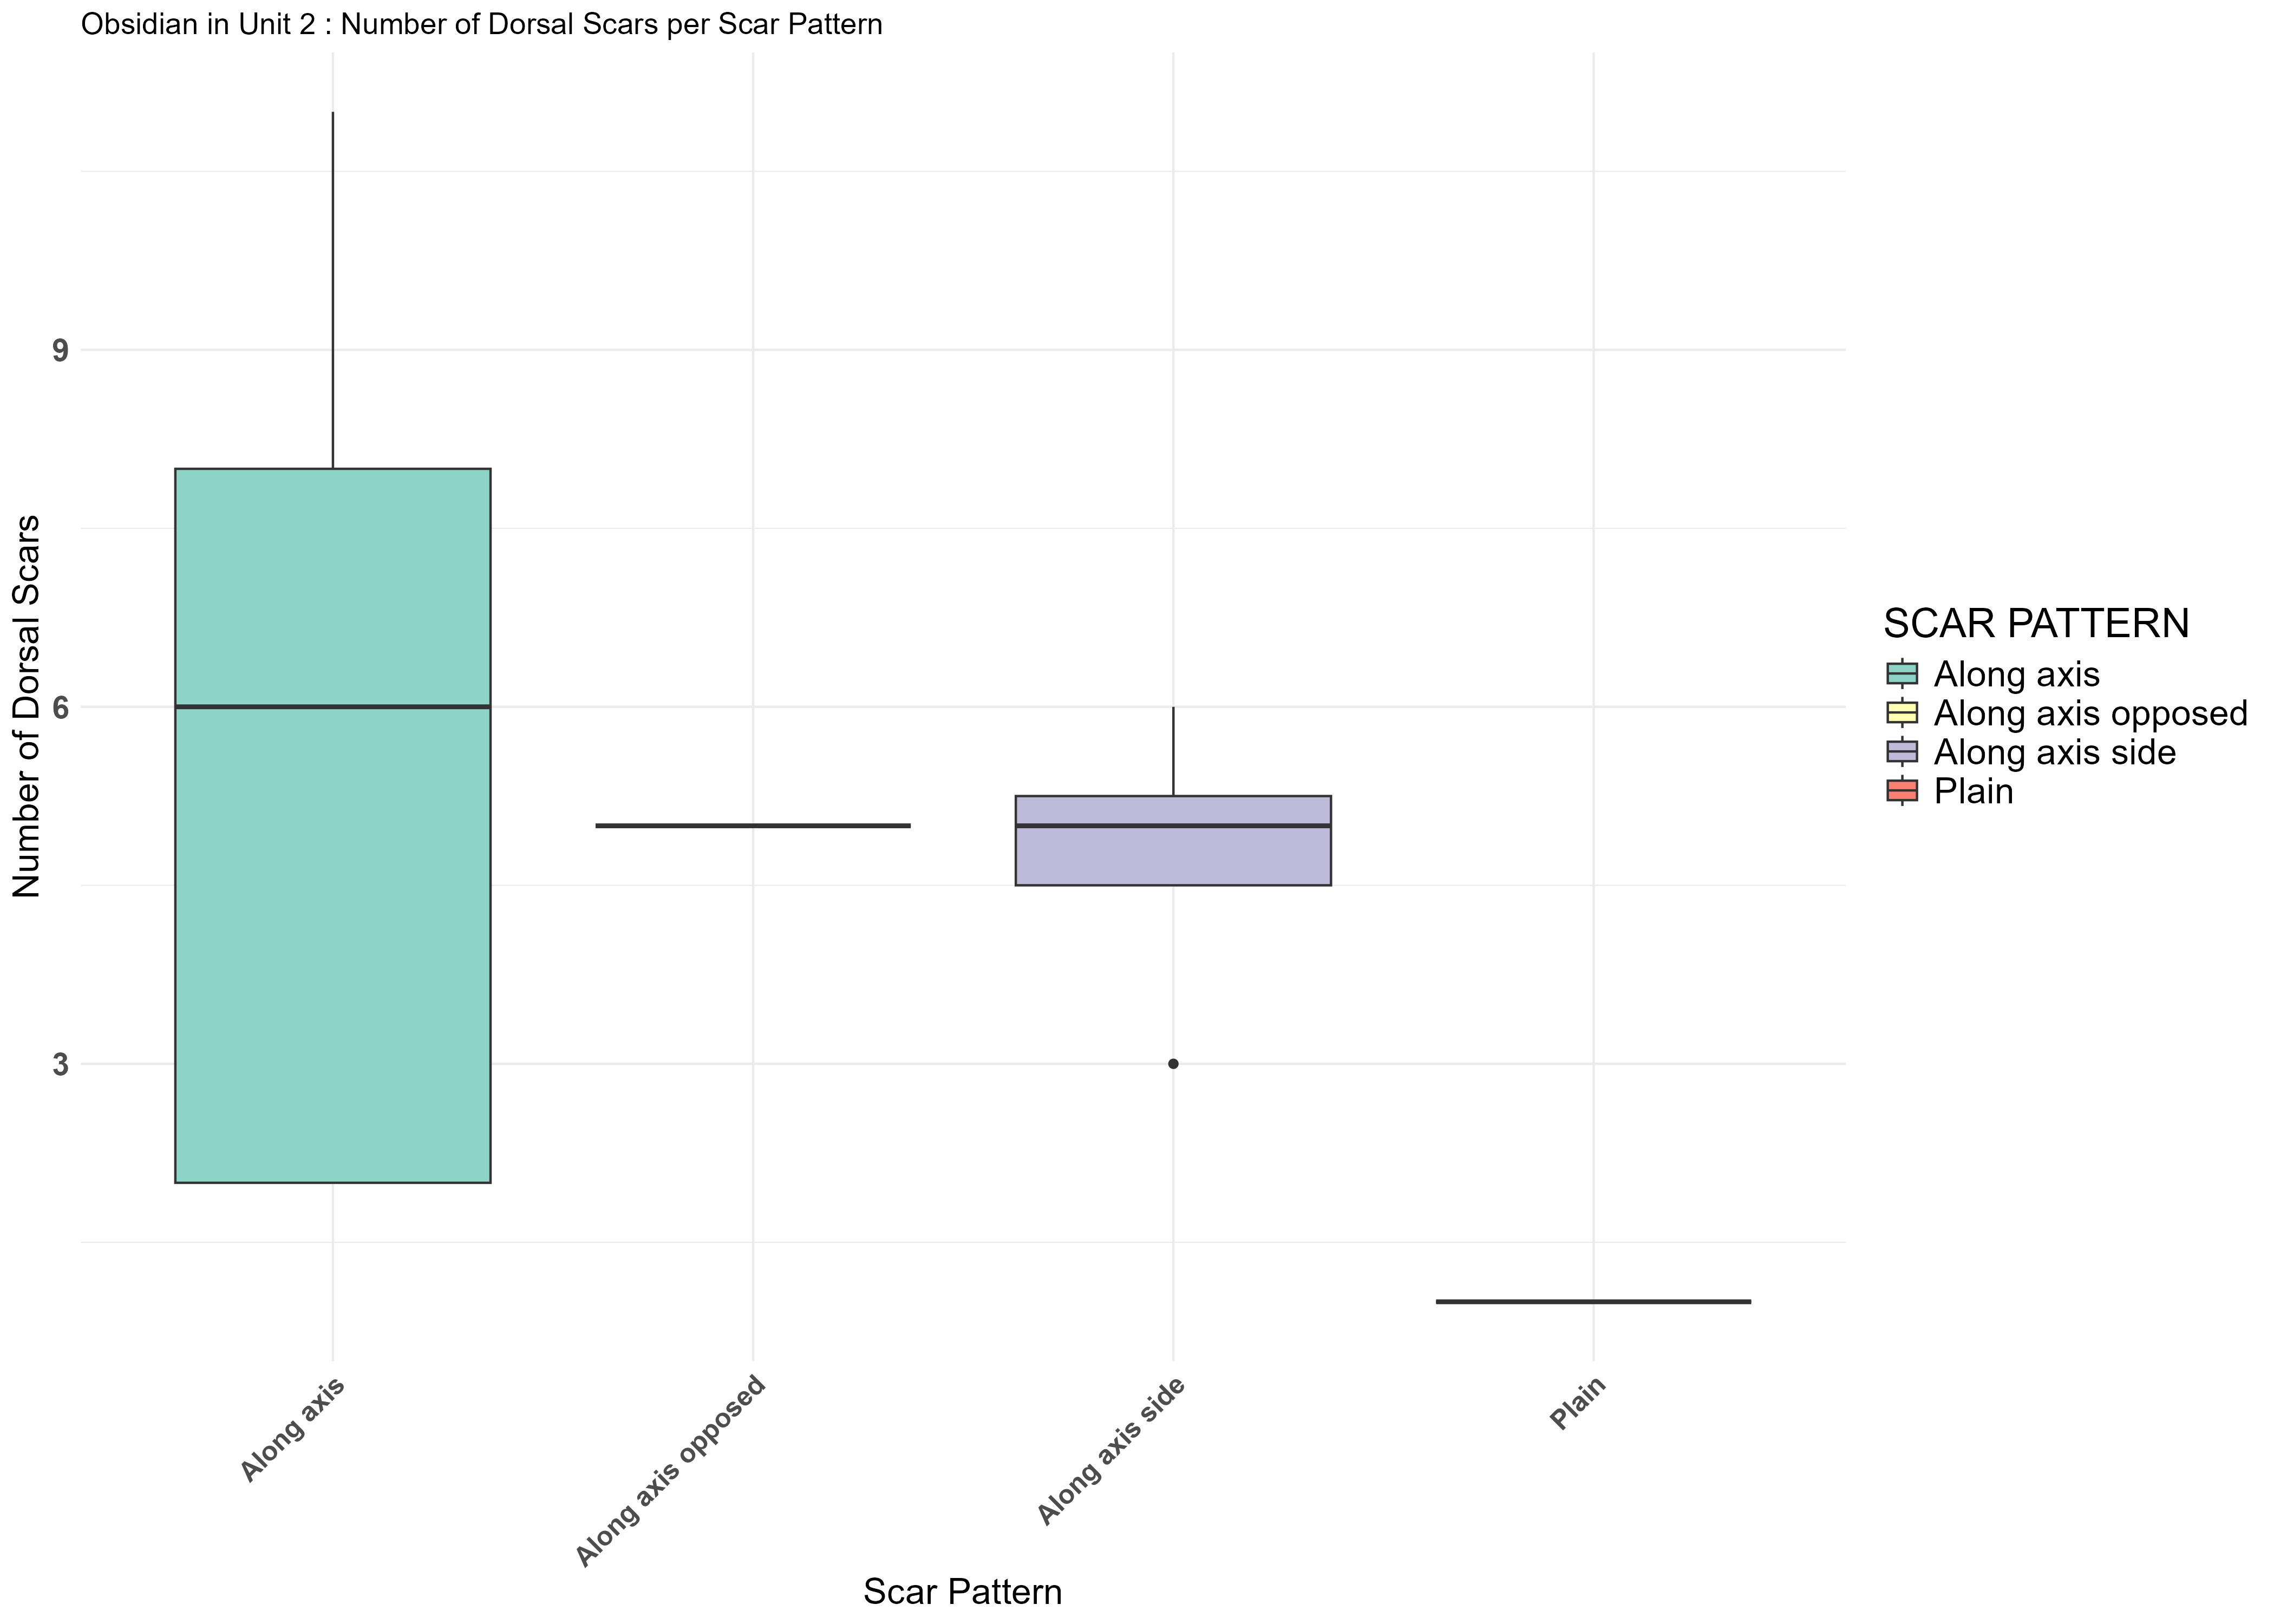 Obsidian in Unit 2 : Number of Dorsal Scars per Scar Pattern
Number of Dorsal Scars
9
6
3
Along axis
Along axis opposed
Along axis side
Plain
Scar Pattern
SCAR PATTERN
Along axis
Along axis opposed
Along axis side
Plain